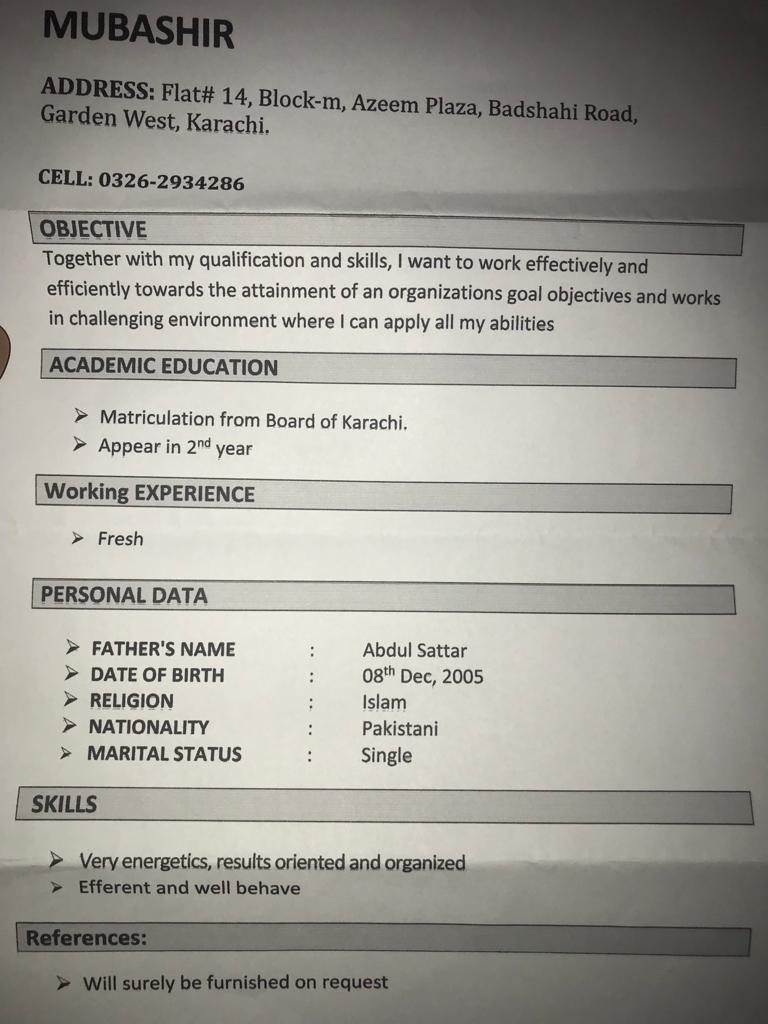 MUBASHIR
ADDRESS: Flat# 14, Block-m, Azeem Plaza, Badshahi Road,
Garden West, Karachi.
CELL: 0326-2934286
OBJECTIVE
Together with my qualification and skills, I want to work effectively and
efficiently towards the attainment of an organizations goal objectives and works
in challenging environment where I can apply all my abilities
ACADEMIC EDUCATION
➢ Matriculation from Board of Karachi.
➢ Appear in 2nd year
Working EXPERIENCE
➢ Fresh
PERSONAL DATA
➢ FATHER'S NAME : Abdul Sattar
➢ DATE OF BIRTH : 08th Dec, 2005
➢ RELIGION : Islam
➢ NATIONALITY : Pakistani
➢ MARITAL STATUS : Single
SKILLS
➢ Very energetics, results oriented and organized
➢ Efferent and well behave
References:
➢ Will surely be furnished on request